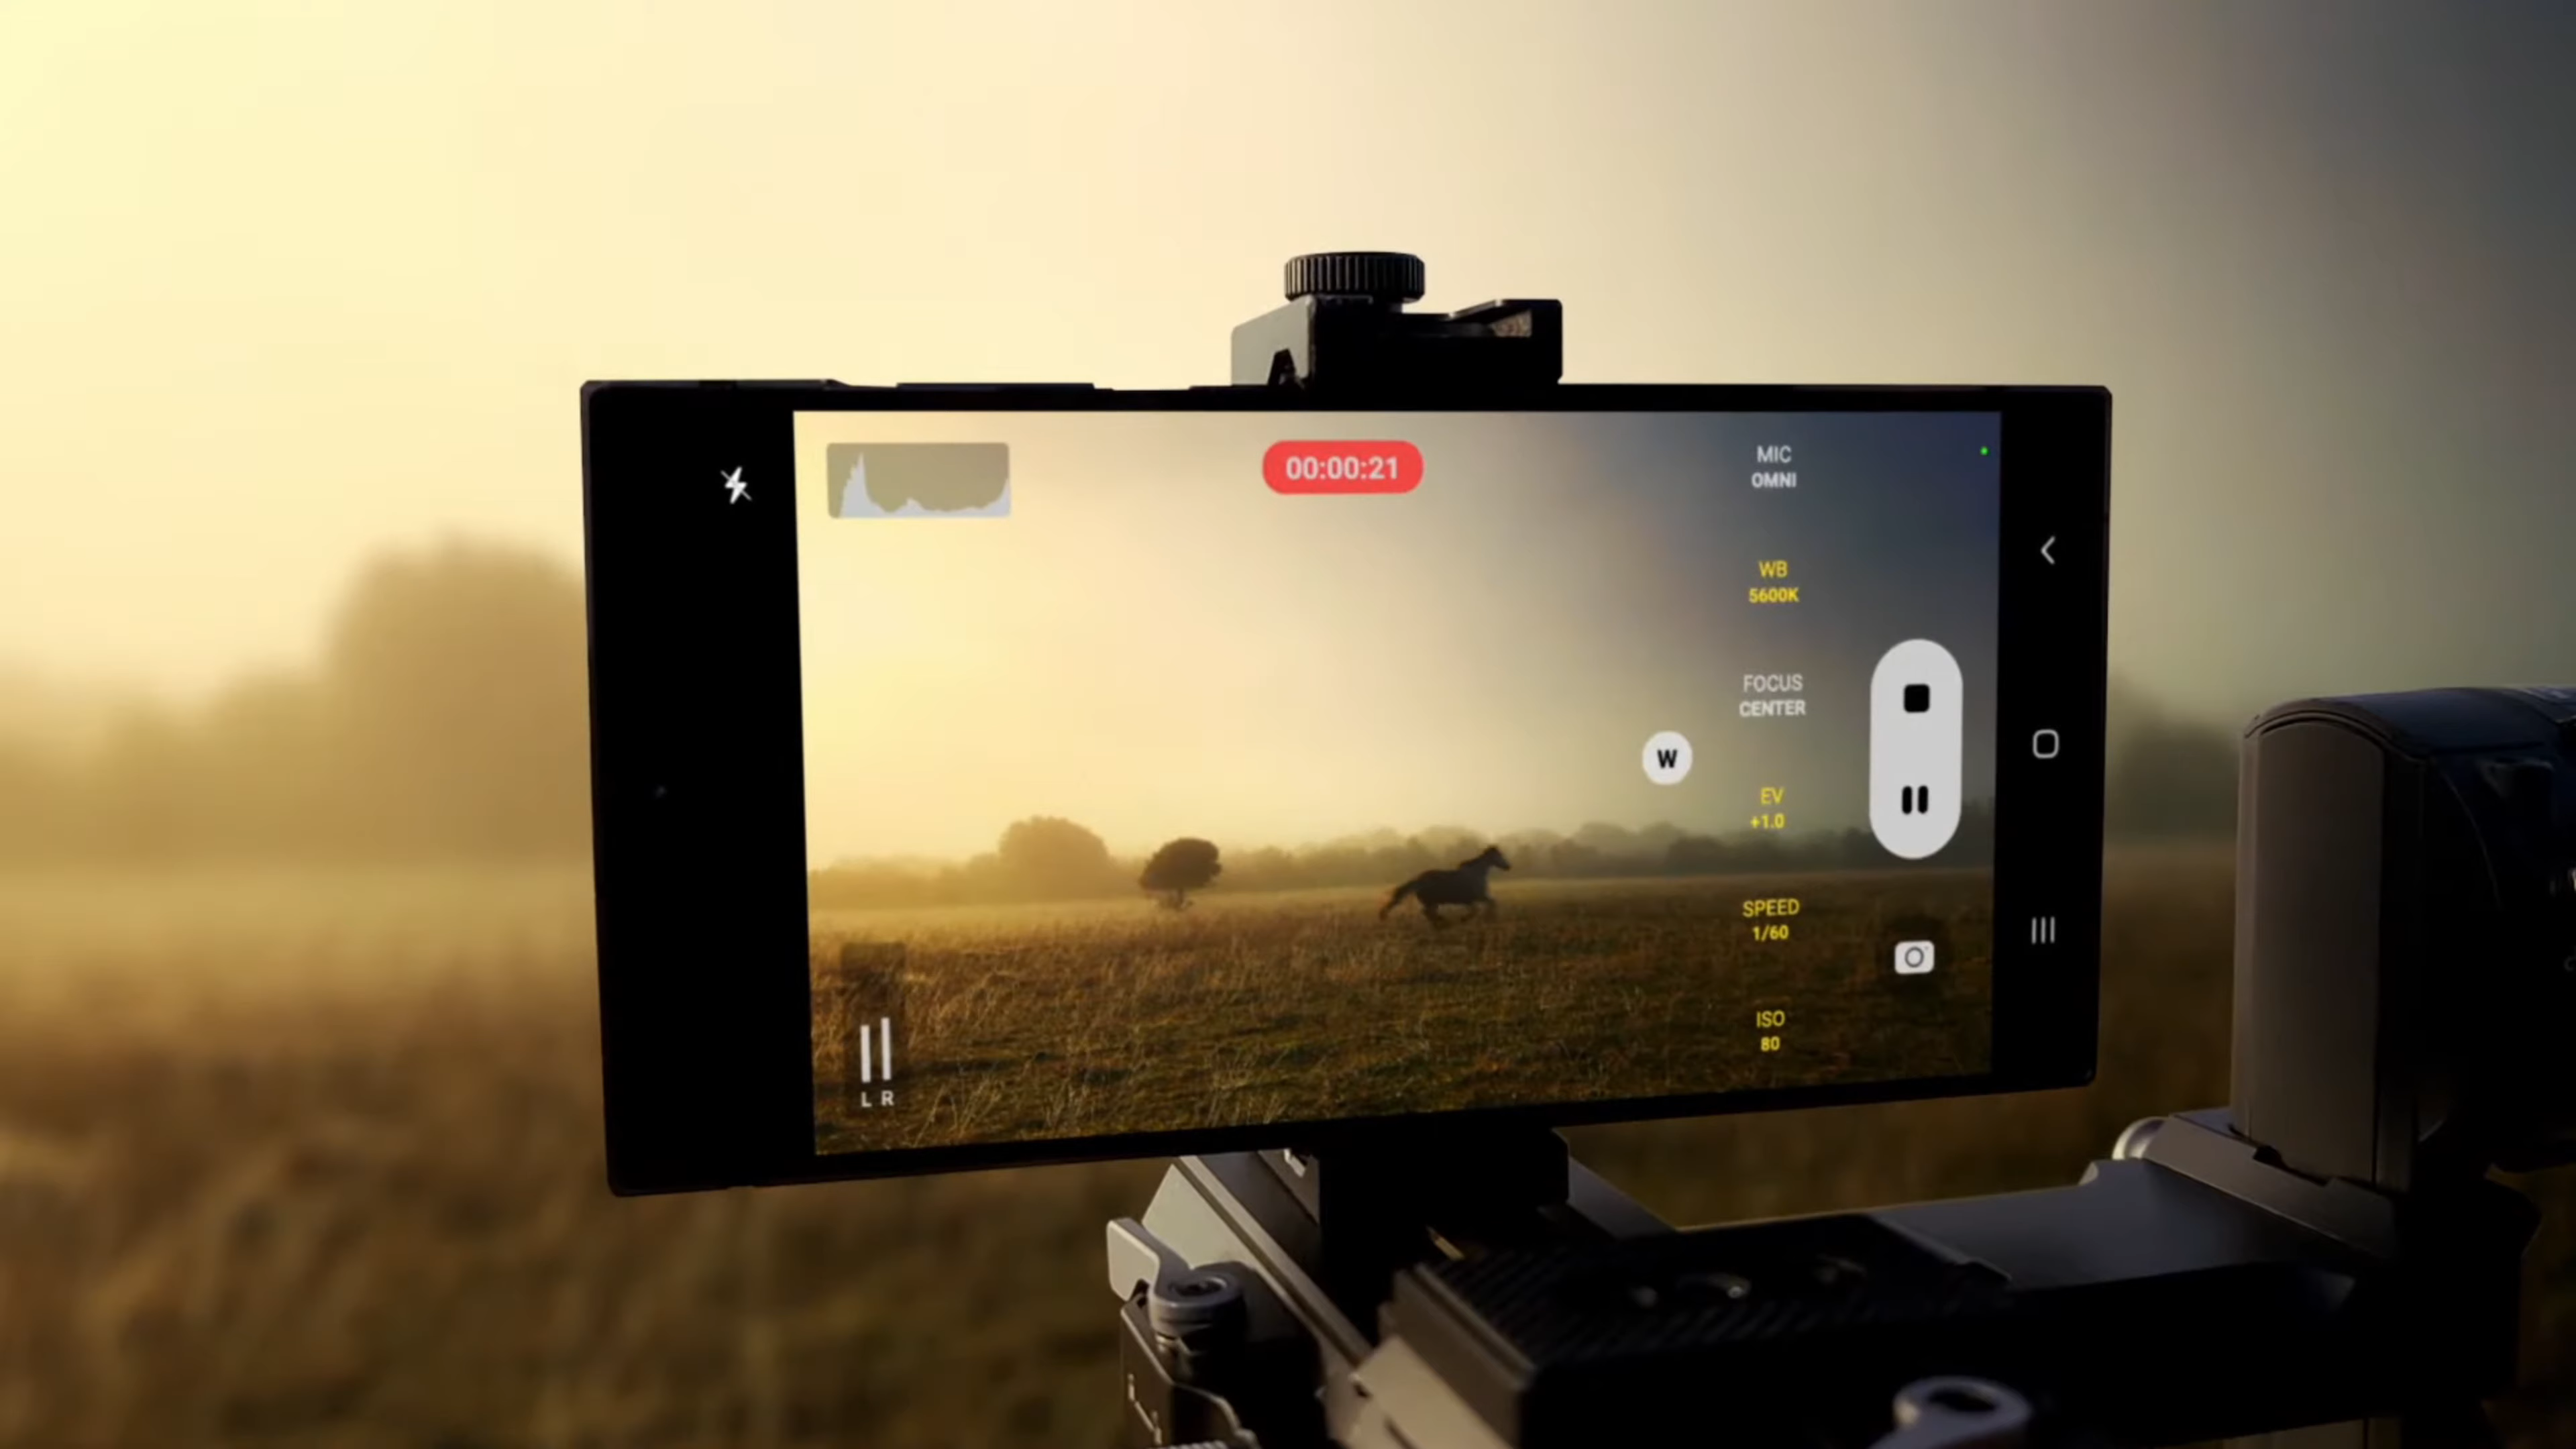 00:00:21
MIC
OMNI
WB
5600K
FOCUS
CENTER
W
EV
+1.0
SPEED
1/60
ISO
80
L R